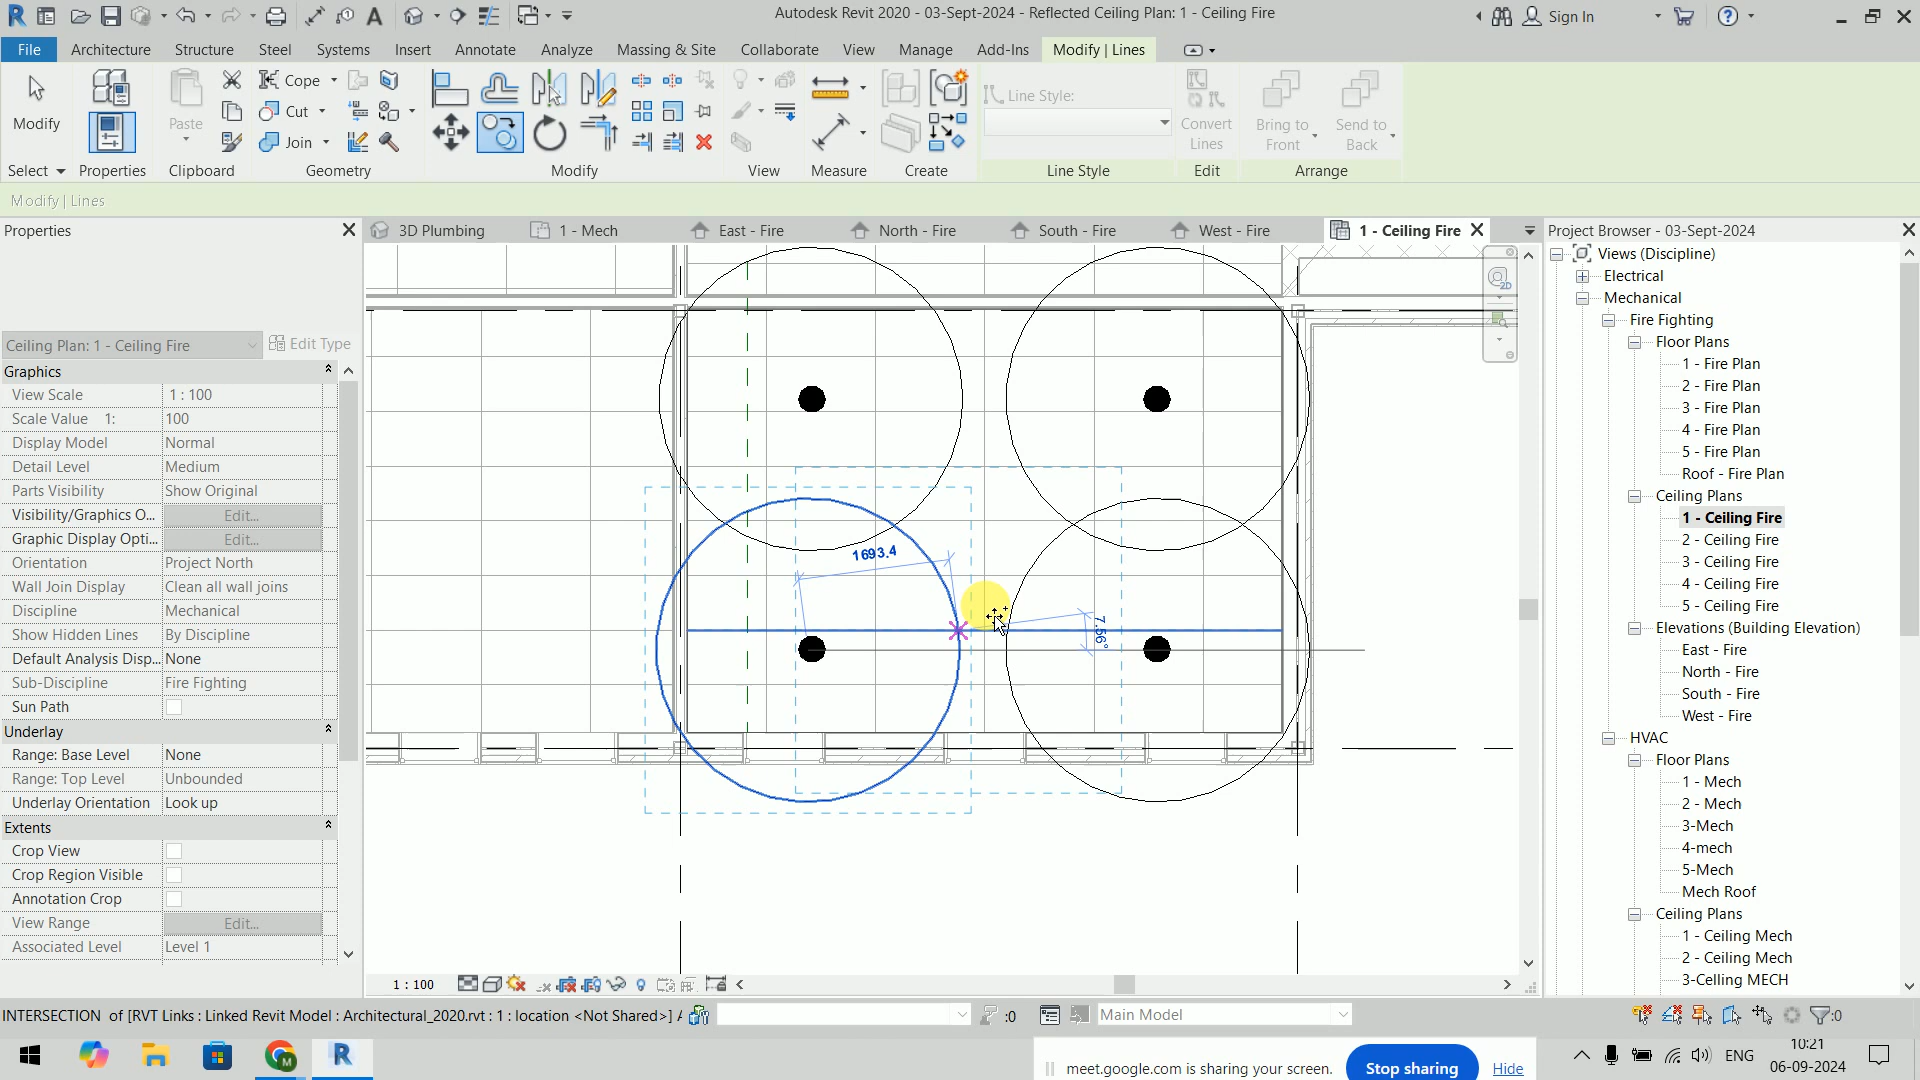 Autodesk Revit 2020 - 03-Sept-2024 - Reflected Ceiling Plan: 1 - Ceiling Fire
Sign In
File Architecture Structure Steel Systems Insert Annotate Analyze Massing & Site Collaborate View Manage Add-Ins Modify | Lines
Modify
Paste
Cope
Cut
Join
Line Style:
Convert Lines
Bring to Front
Send to Back
Select Properties Clipboard Geometry Modify View Measure Create Line Style Edit Arrange
Modify | Lines
Properties
3D Plumbing 1 - Mech East - Fire North - Fire South - Fire West - Fire 1 - Ceiling Fire
Project Browser - 03-Sept-2024
Ceiling Plan: 1 - Ceiling Fire Edit Type
Graphics
View Scale 1 : 100
Scale Value 1: 100
Display Model Normal
Detail Level Medium
Parts Visibility Show Original
Visibility/Graphics O... Edit...
Graphic Display Opti... Edit...
Orientation Project North
Wall Join Display Clean all wall joins
Discipline Mechanical
Show Hidden Lines By Discipline
Default Analysis Disp... None
Sub-Discipline Fire Fighting
Sun Path
Underlay
Range: Base Level None
Range: Top Level Unbounded
Underlay Orientation Look up
Extents
Crop View
Crop Region Visible
Annotation Crop
View Range Edit...
Associated Level Level 1
2D
1693.4
7.56°
Views (Discipline)
Electrical
Mechanical
Fire Fighting
Floor Plans
1 - Fire Plan
2 - Fire Plan
3 - Fire Plan
4 - Fire Plan
5 - Fire Plan
Roof - Fire Plan
Ceiling Plans
1 - Ceiling Fire
2 - Ceiling Fire
3 - Ceiling Fire
4 - Ceiling Fire
5 - Ceiling Fire
Elevations (Building Elevation)
East - Fire
North - Fire
South - Fire
West - Fire
HVAC
Floor Plans
1 - Mech
2 - Mech
3-Mech
4-mech
5-Mech
Mech Roof
Ceiling Plans
1 - Ceiling Mech
2 - Ceiling Mech
3-Celling MECH
1 : 100
INTERSECTION of [RVT Links : Linked Revit Model : Architectural_2020.rvt : 1 : location <Not Shared>]
:0
Main Model
:0
meet.google.com is sharing your screen.
Stop sharing
Hide
ENG
10:21
06-09-2024